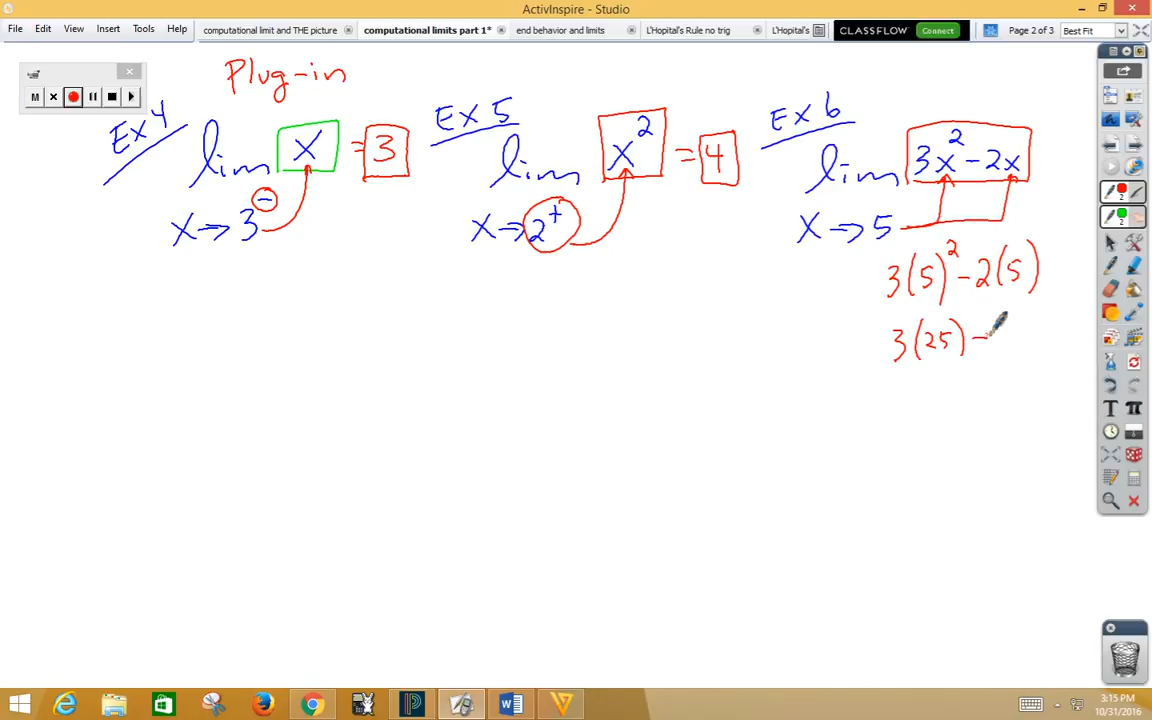 ActivInspire - Studio
File Edit View Insert Tools Help
computational limit and THE picture
computational limits part 1*
end behavior and limits
L'Hopital's Rule no trig
L'Hopital's
CLASSFLOW Connect
Page 2 of 3
Best Fit
M
Plug-in
Ex 4
lim x = 3
x → 3⁻
Ex 5
lim x² = 4
x → 2⁺
Ex 6
lim 3x² - 2x
x → 5
3(5)² - 2(5)
3(25) -
3:15 PM
10/31/2016